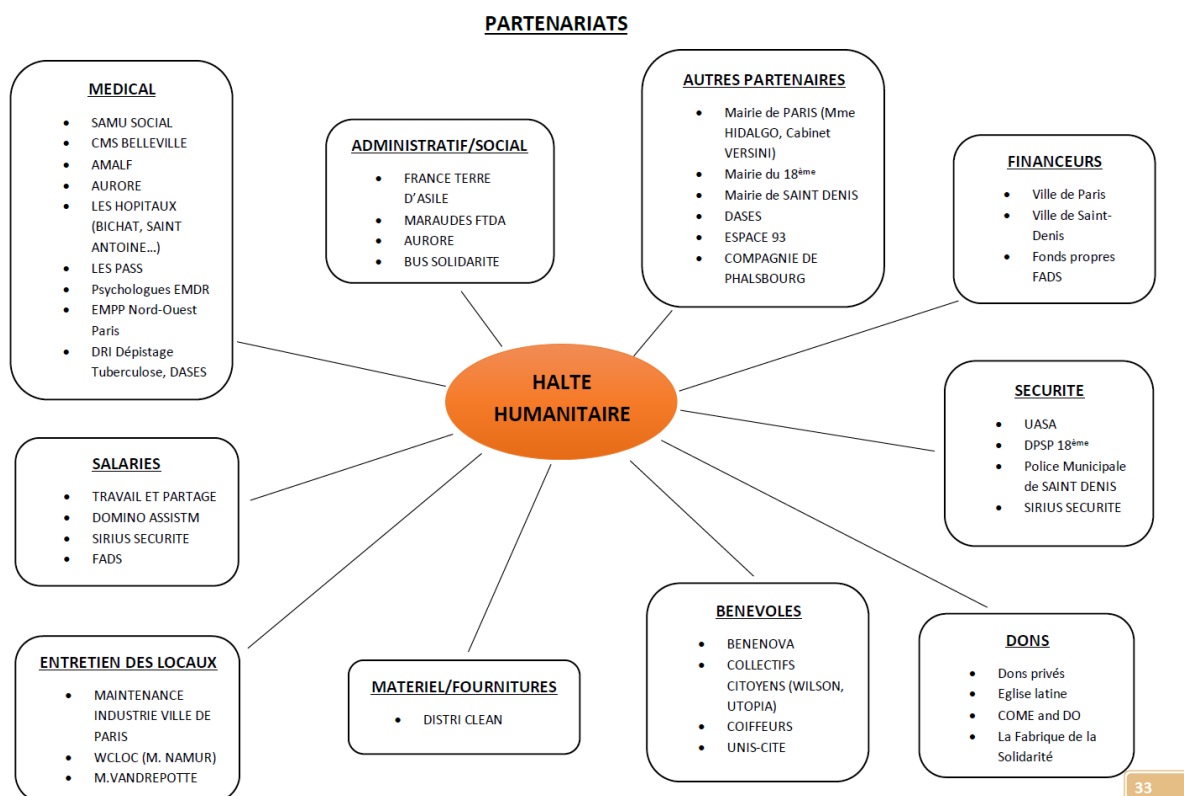 PARTENARIATS
MEDICAL
• SAMU SOCIAL
• CMS BELLEVILLE
• AMALF
• AURORE
• LES HOPITAUX
(BICHAT, SAINT
ANTOINE…)
• LES PASS
• Psychologues EMDR
• EMPP Nord-Ouest
Paris
• DRI Dépistage
Tuberculose, DASES
ADMINISTRATIF/SOCIAL
• FRANCE TERRE
D’ASILE
• MARAUDES FTDA
• AURORE
• BUS SOLIDARITE
AUTRES PARTENAIRES
• Mairie de PARIS (Mme
HIDALGO, Cabinet
VERSINI)
• Mairie du 18ème
• Mairie de SAINT DENIS
• DASES
• ESPACE 93
• COMPAGNIE DE
PHALSBOURG
FINANCEURS
• Ville de Paris
• Ville de Saint-
Denis
• Fonds propres
FADS
HALTE
HUMANITAIRE
SECURITE
• UASA
• DPSP 18ème
• Police Municipale
de SAINT DENIS
• SIRIUS SECURITE
SALARIES
• TRAVAIL ET PARTAGE
• DOMINO ASSISTM
• SIRIUS SECURITE
• FADS
ENTRETIEN DES LOCAUX
• MAINTENANCE
INDUSTRIE VILLE DE
PARIS
• WCLOC (M. NAMUR)
• M.VANDREPOTTE
MATERIEL/FOURNITURES
• DISTRI CLEAN
BENEVOLES
• BENENOVA
• COLLECTIFS
CITOYENS (WILSON,
UTOPIA)
• COIFFEURS
• UNIS-CITE
DONS
• Dons privés
• Eglise latine
• COME and DO
• La Fabrique de la
Solidarité
33